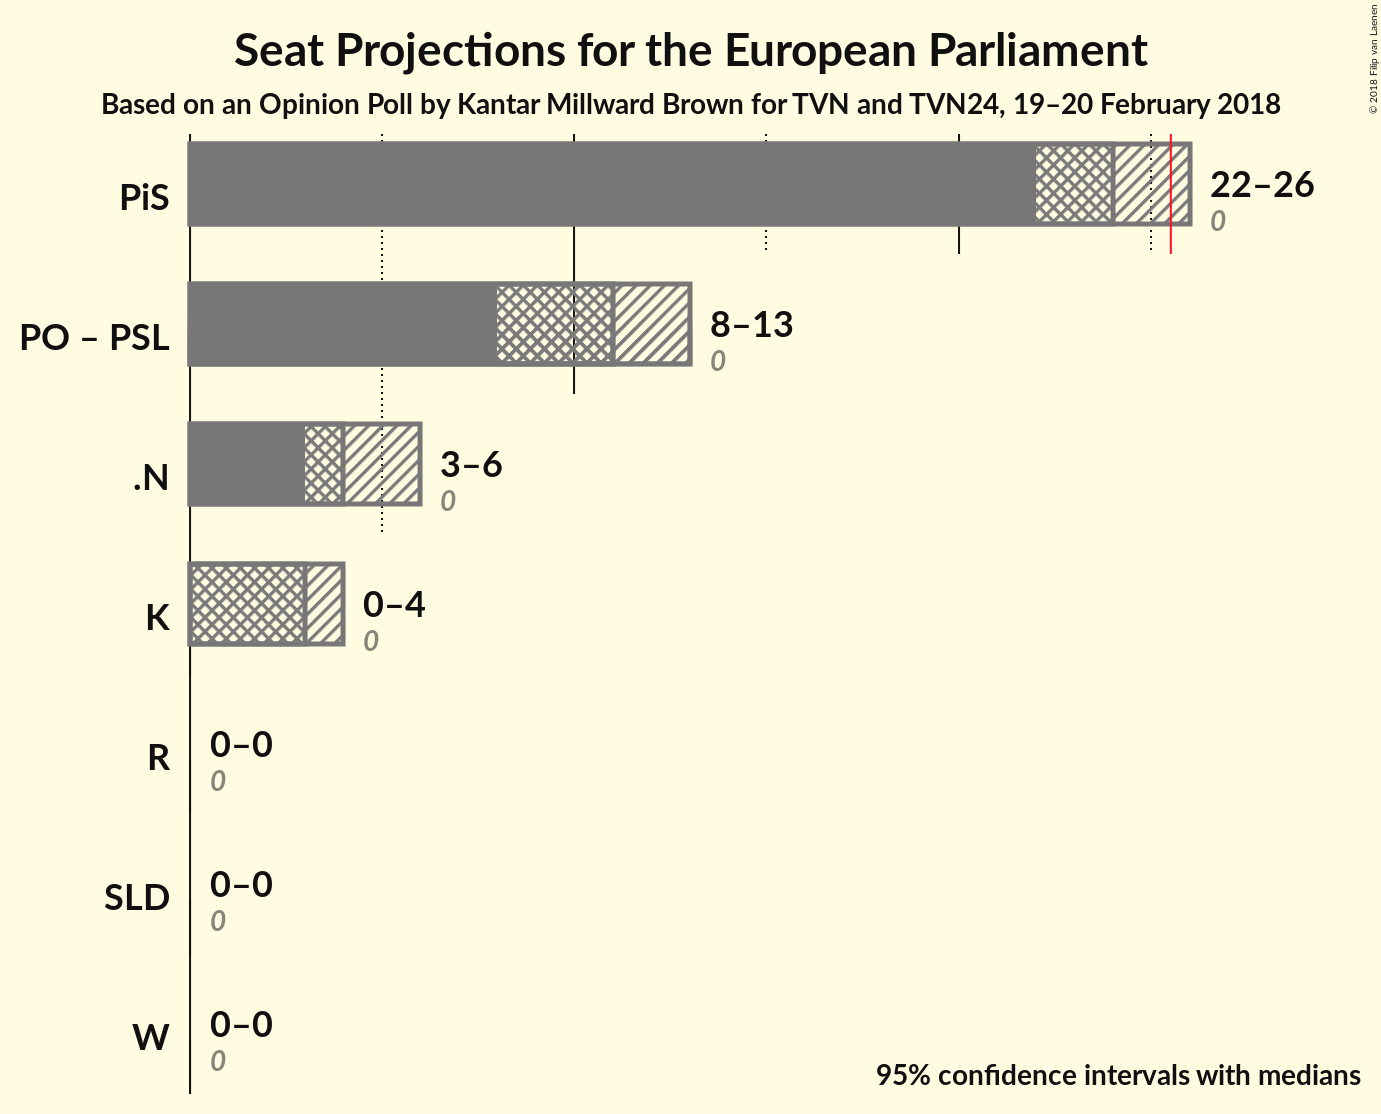 Seat Projections for the European Parliament
Based on an Opinion Poll by Kantar Millward Brown for TVN and TVN24, 19–20 February 2018
© 2018 Filip van Laenen
PiS
22–26
0
PO – PSL
8–13
0
.N
3–6
0
K
0–4
0
R
0–0
0
SLD
0–0
0
W
0–0
0
95% confidence intervals with medians